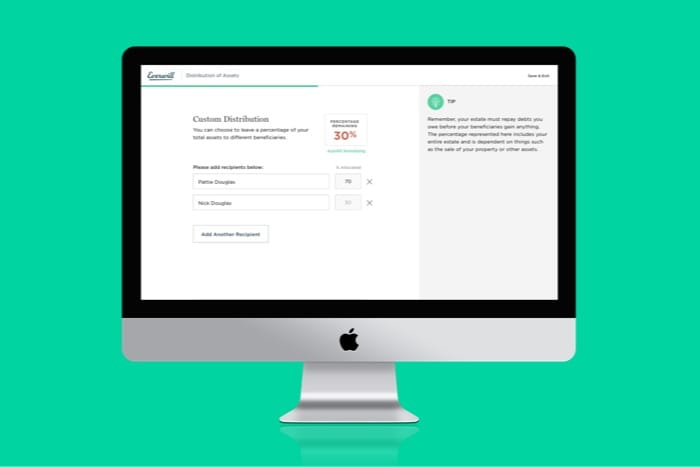 Everwill
Distribution of Assets
Save & Exit
Custom Distribution
You can choose to leave a percentage of your
total assets to different beneficiaries.
PERCENTAGE
REMAINING
30%
Please add recipients below:
% Allocated
Pattie Douglas
70
Nick Douglas
30
Add Another Recipient
TIP
Remember, your estate must repay debts you
owe before your beneficiaries gain anything.
The percentage represented here includes your
entire estate and is dependent on things such
as the sale of your property or other assets.